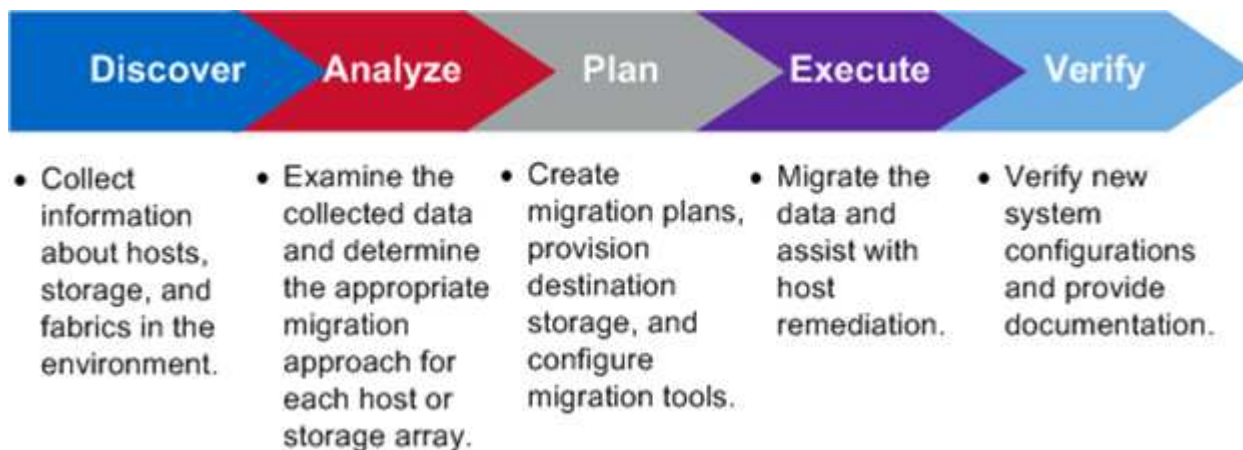 Discover
Analyze
Plan
Execute
Verify
• Collect
information
about hosts,
storage, and
fabrics in the
environment.
• Examine the
collected data
and determine
the appropriate
migration
approach for
each host or
storage array.
• Create
migration plans,
provision
destination
storage, and
configure
migration tools.
• Migrate the
data and
assist with
host
remediation.
• Verify new
system
configurations
and provide
documentation.